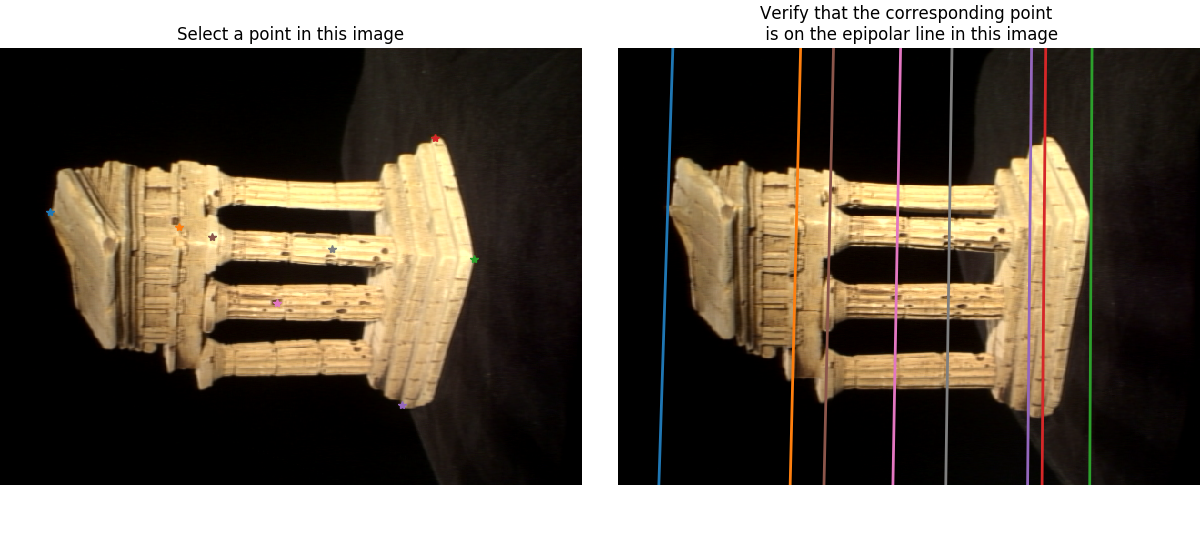 Select a point in this image
Verify that the corresponding point
is on the epipolar line in this image